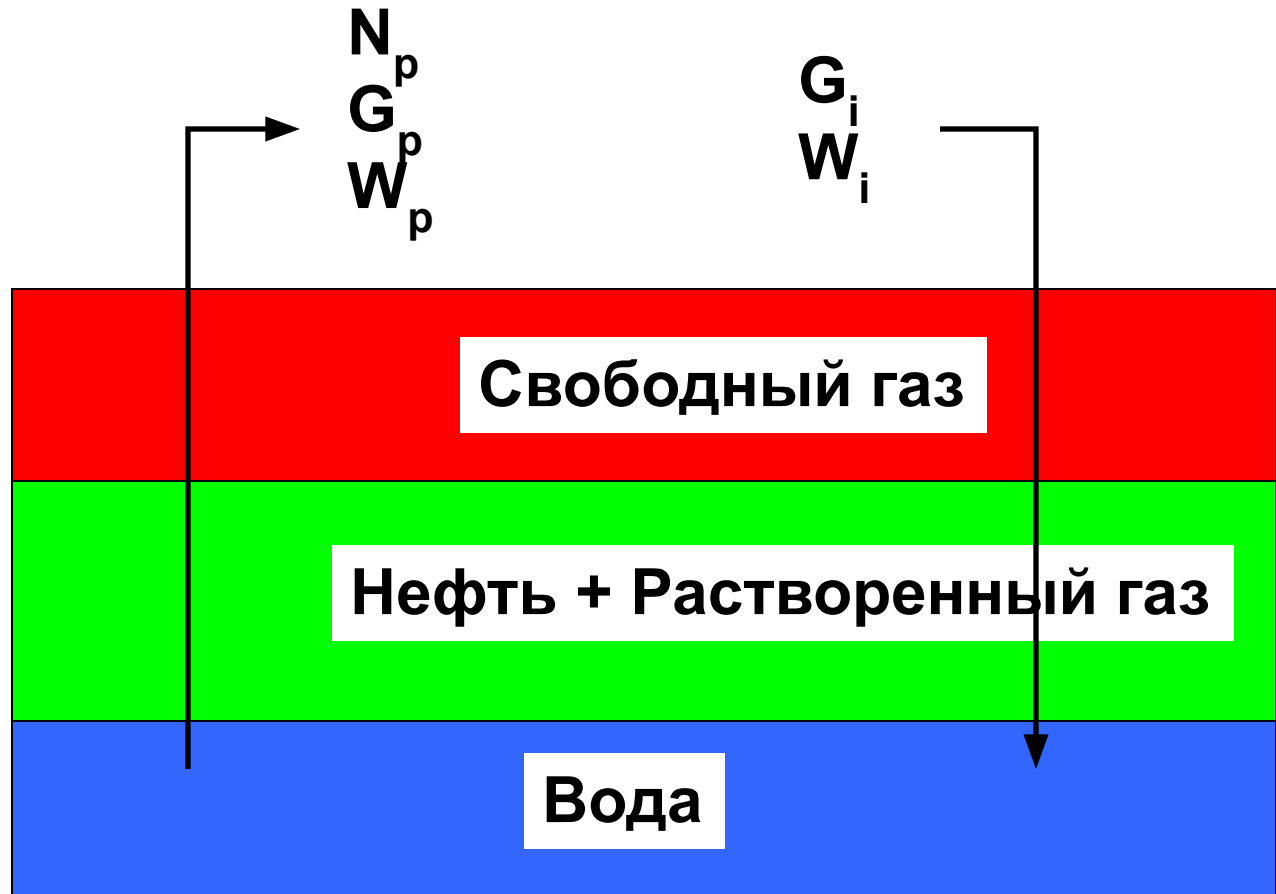 Np
Gp
Wp
Gi
Wi
Свободный газ
Нефть + Растворенный газ
Вода